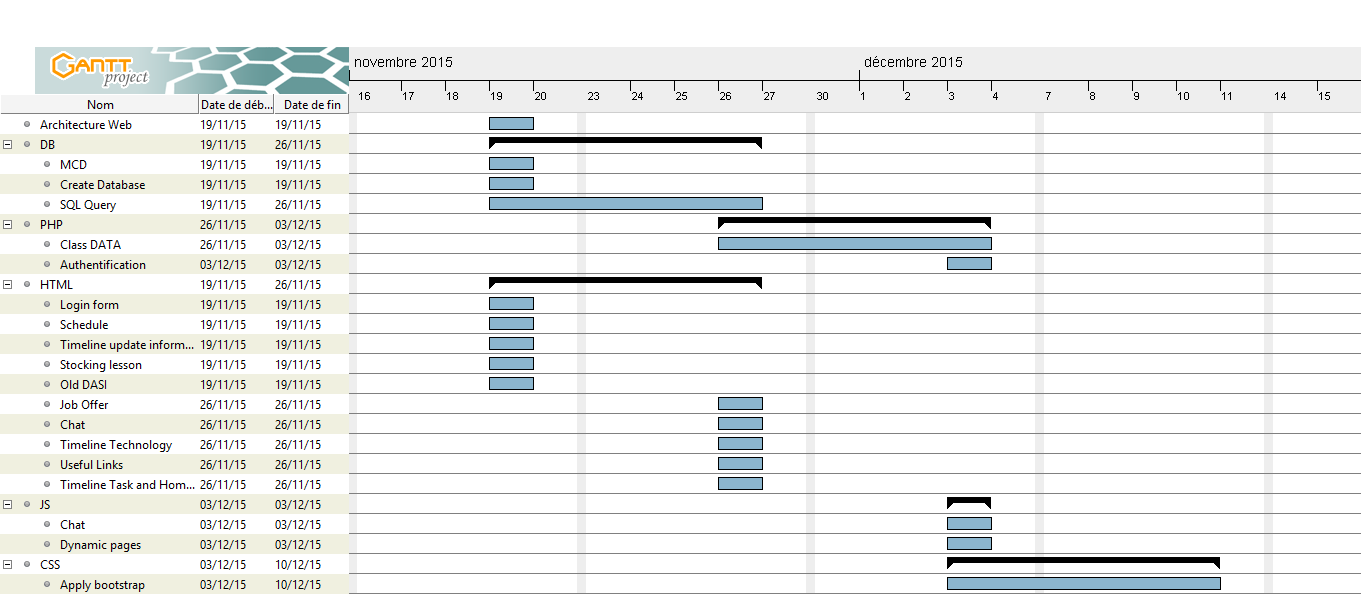 GANTT
project
novembre 2015 décembre 2015
16 17 18 19 20 23 24 25 26 27 30 1 2 3 4 7 8 9 10 11 14 15
Nom Date de déb... Date de fin
Architecture Web 19/11/15 19/11/15
DB 19/11/15 26/11/15
MCD 19/11/15 19/11/15
Create Database 19/11/15 19/11/15
SQL Query 19/11/15 26/11/15
PHP 26/11/15 03/12/15
Class DATA 26/11/15 03/12/15
Authentification 03/12/15 03/12/15
HTML 19/11/15 26/11/15
Login form 19/11/15 19/11/15
Schedule 19/11/15 19/11/15
Timeline update inform... 19/11/15 19/11/15
Stocking lesson 19/11/15 19/11/15
Old DASI 19/11/15 19/11/15
Job Offer 26/11/15 26/11/15
Chat 26/11/15 26/11/15
Timeline Technology 26/11/15 26/11/15
Useful Links 26/11/15 26/11/15
Timeline Task and Hom... 26/11/15 26/11/15
JS 03/12/15 03/12/15
Chat 03/12/15 03/12/15
Dynamic pages 03/12/15 03/12/15
CSS 03/12/15 10/12/15
Apply bootstrap 03/12/15 10/12/15